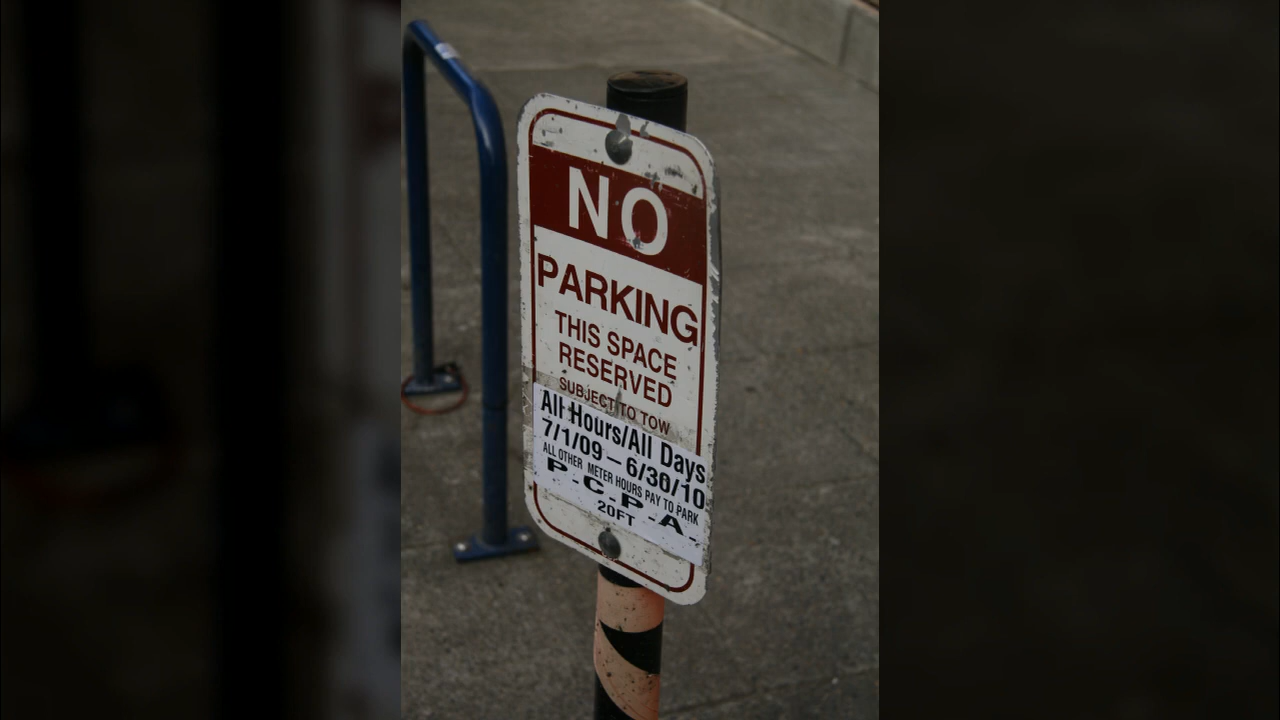 NO
PARKING
THIS SPACE
RESERVED
SUBJECT TO TOW
All Hours/All Days
7/1/09 – 6/30/10
ALL OTHER METER HOURS PAY TO PARK
P.C.P.A.
20FT